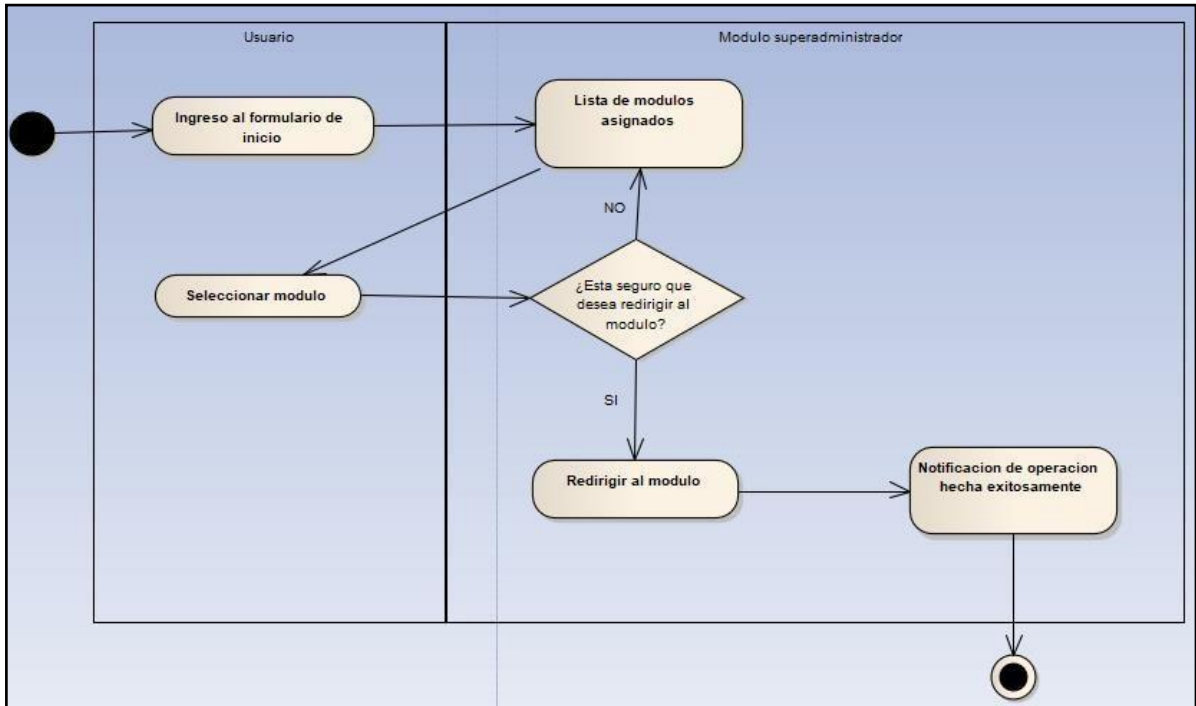 Usuario
Modulo superadministrador
Ingreso al formulario de
inicio
Lista de modulos
asignados
NO
Seleccionar modulo
¿Esta seguro que
desea redirigir al
modulo?
SI
Redirigir al modulo
Notificacion de operacion
hecha exitosamente